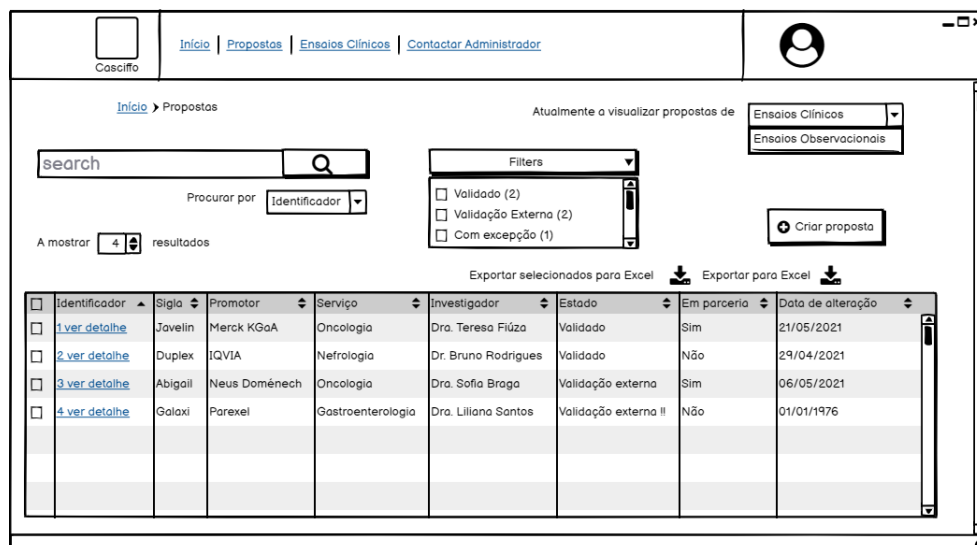 Casciffo
Início | Propostas | Ensaios Clínicos | Contactar Administrador
Início > Propostas
Atualmente a visualizar propostas de Ensaios Clínicos
Ensaios Observacionais
search
Filters
Procurar por Identificador
Validado (2)
Validação Externa (2)
Com excepção (1)
Criar proposta
A mostrar 4 resultados
Exportar selecionados para Excel Exportar para Excel
Identificador Sigla Promotor Serviço Investigador Estado Em parceria Data de alteração
1 ver detalhe Javelin Merck KGaA Oncologia Dra. Teresa Fiúza Validado Sim 21/05/2021
2 ver detalhe Duplex IQVIA Nefrologia Dr. Bruno Rodrigues Validado Não 29/04/2021
3 ver detalhe Abigail Neus Doménech Oncologia Dra. Sofia Braga Validação externa Sim 06/05/2021
4 ver detalhe Galaxi Parexel Gastroenterologia Dra. Liliana Santos Validação externa !! Não 01/01/1976